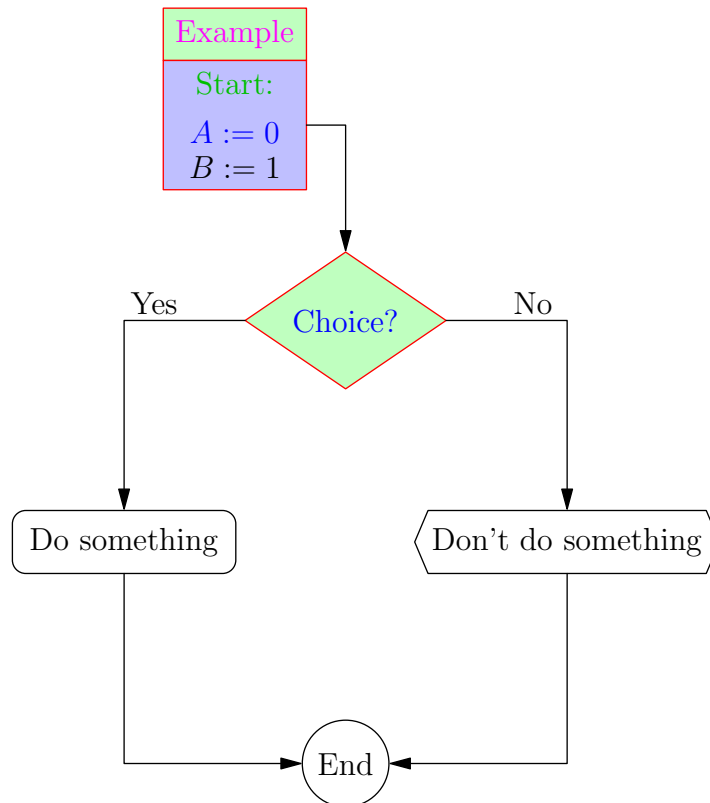 Example
Start:
A := 0
B := 1
Choice?
Yes
No
Do something
Don't do something
End